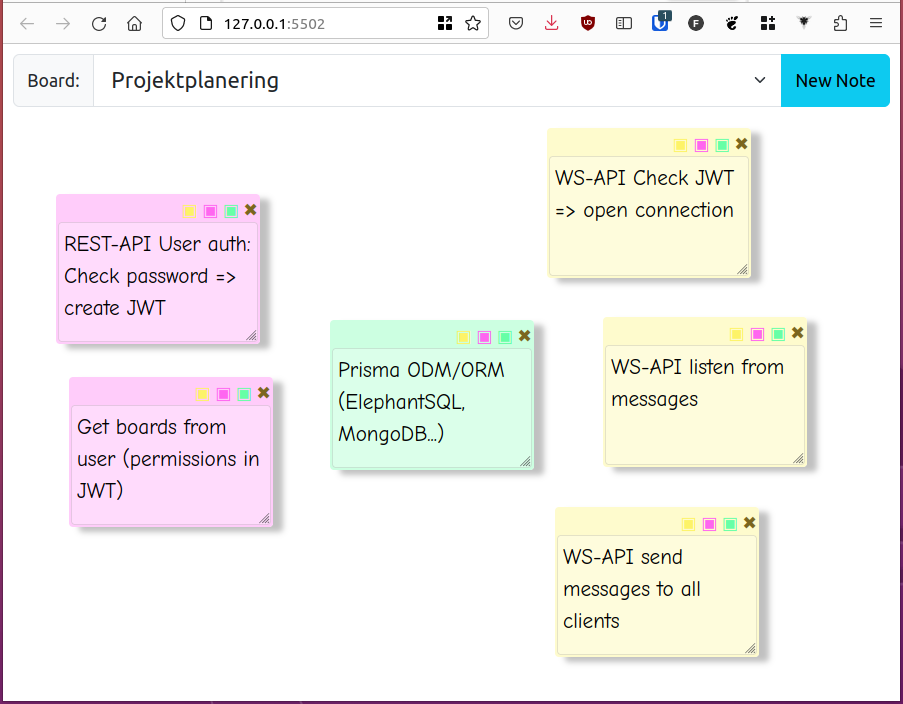 127.0.0.1:5502
1
Board:
Projektplanering
New Note
WS-API Check JWT
=> open connection
REST-API User auth:
Check password =>
create JWT
Prisma ODM/ORM
(ElephantSQL,
MongoDB...)
WS-API listen from
messages
Get boards from
user (permissions in
JWT)
WS-API send
messages to all
clients